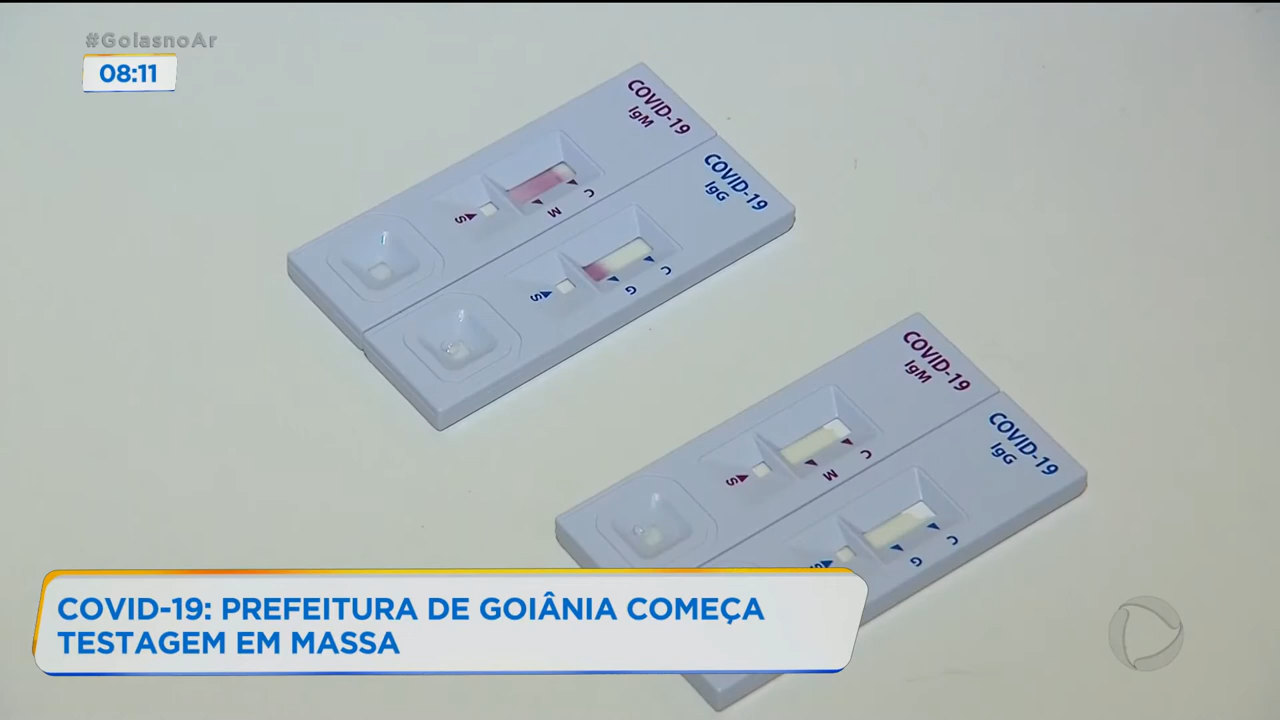 #GoiasnoAr
08:11
COVID-19
IgM
COVID-19
IgG
C
M
S
C
G
S
COVID-19
IgM
COVID-19
IgG
C
M
S
C
G
S
COVID-19: PREFEITURA DE GOIÂNIA COMEÇA
TESTAGEM EM MASSA